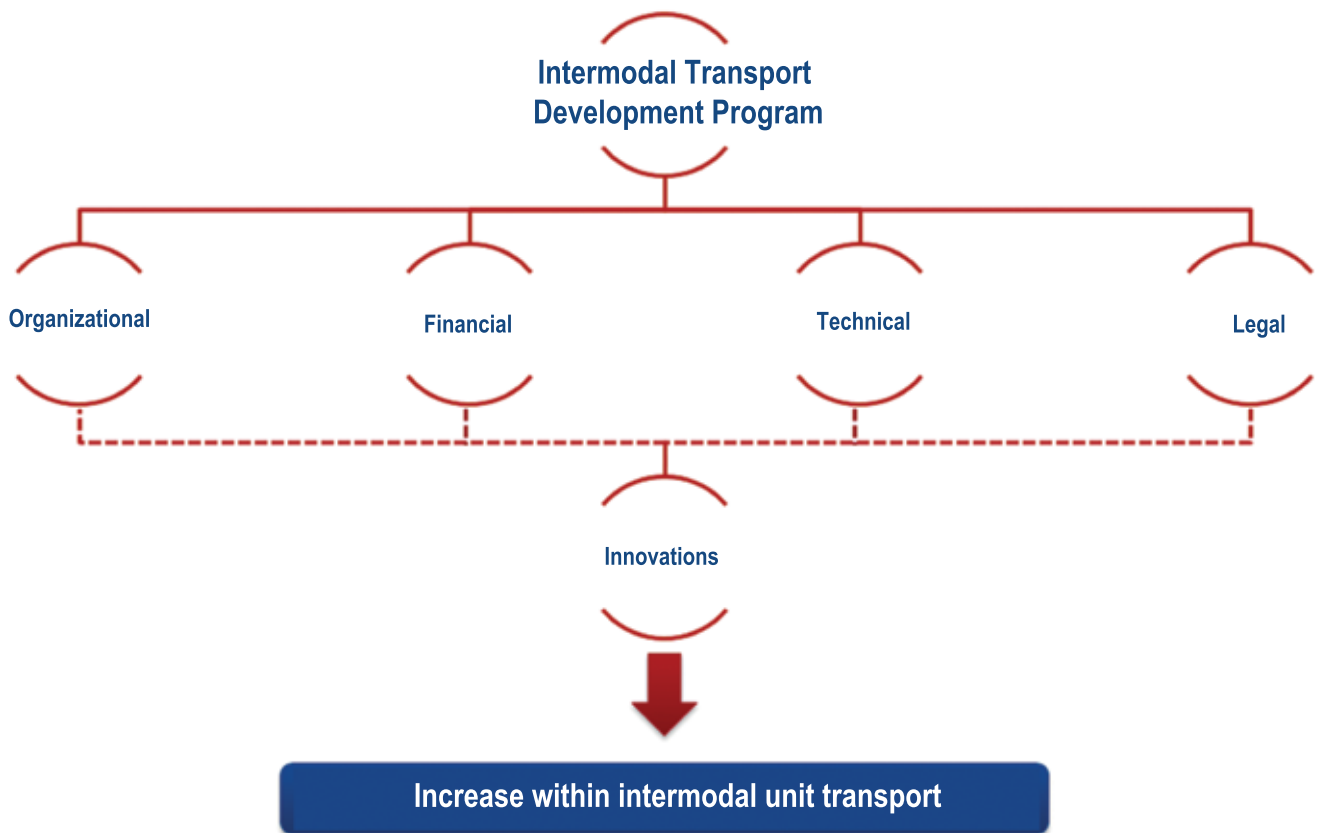 Intermodal Transport
Development Program
Organizational
Financial
Technical
Legal
Innovations
Increase within intermodal unit transport